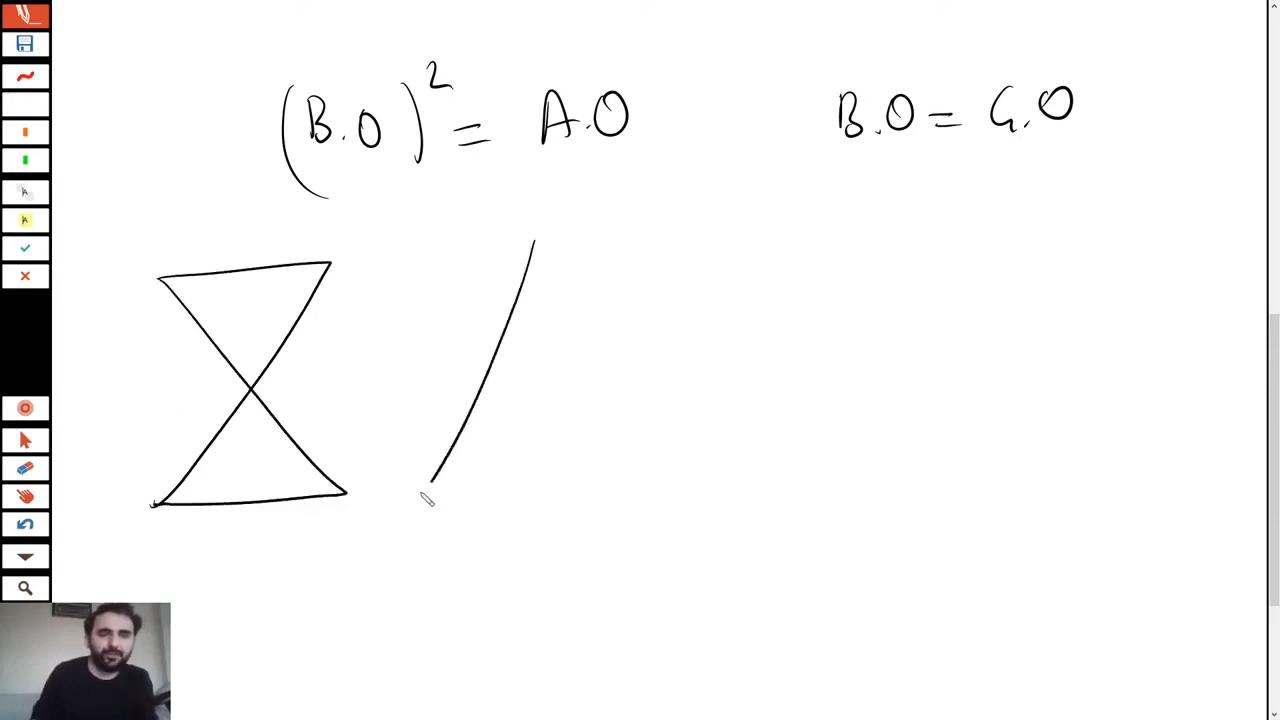 (B.O)² = A.O B.O = Ç.O
A
A